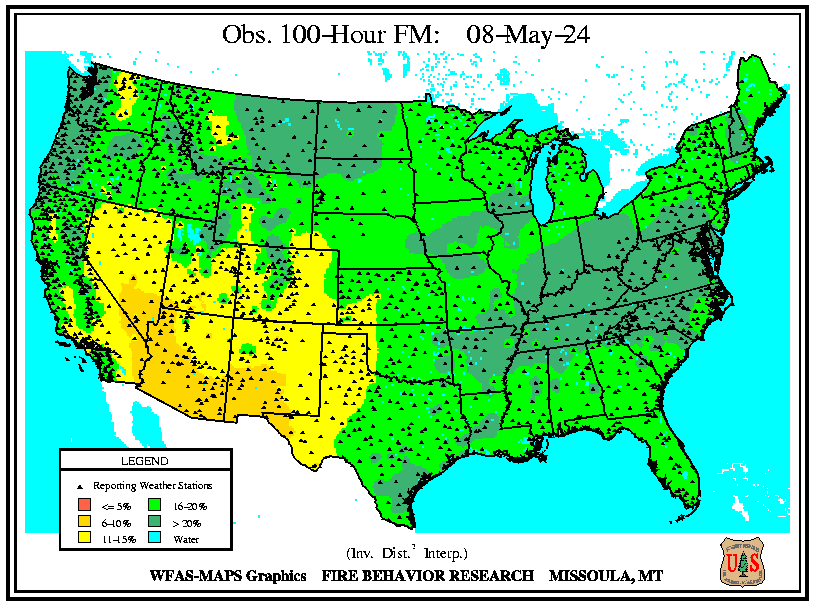 Obs. 100-Hour FM: 08-May-24
LEGEND
Reporting Weather Stations
<= 5%
16-20%
6-10%
> 20%
11-15%
Water
(Inv. Dist.² Interp.)
WFAS-MAPS Graphics FIRE BEHAVIOR RESEARCH MISSOULA, MT
U S